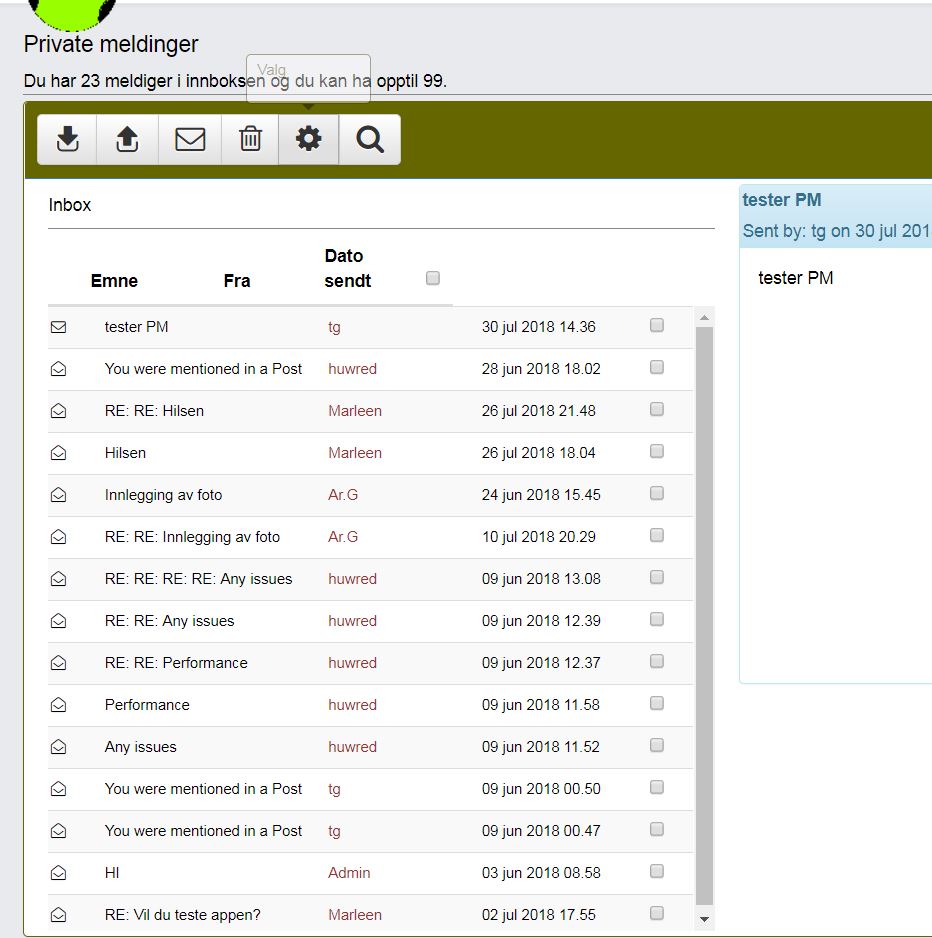 Private meldinger
Valg
Du har 23 meldiger i innboksen og du kan ha opptil 99.
Inbox
Emne Fra Dato sendt
tester PM tg 30 jul 2018 14.36
You were mentioned in a Post huwred 28 jun 2018 18.02
RE: RE: Hilsen Marleen 26 jul 2018 21.48
Hilsen Marleen 26 jul 2018 18.04
Innlegging av foto Ar.G 24 jun 2018 15.45
RE: RE: Innlegging av foto Ar.G 10 jul 2018 20.29
RE: RE: RE: RE: Any issues huwred 09 jun 2018 13.08
RE: RE: Any issues huwred 09 jun 2018 12.39
RE: RE: Performance huwred 09 jun 2018 12.37
Performance huwred 09 jun 2018 11.58
Any issues huwred 09 jun 2018 11.52
You were mentioned in a Post tg 09 jun 2018 00.50
You were mentioned in a Post tg 09 jun 2018 00.47
HI Admin 03 jun 2018 08.58
RE: Vil du teste appen? Marleen 02 jul 2018 17.55
tester PM
Sent by: tg on 30 jul 201
tester PM